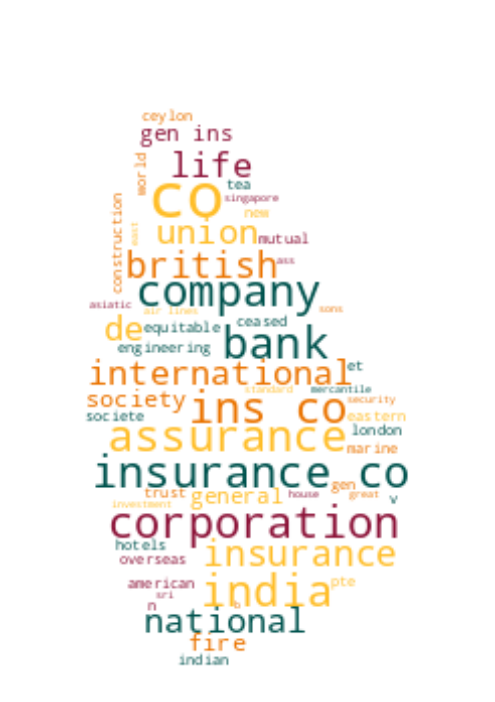 ceylon
gen ins
world
life
tea
co
singapore
construction
new
east
union
mutual
british
ass
company
asiatic
air lines
sons
de
equitable
ceased
bank
engineering
international
et
standard
mercantile
society
ins co
security
societe
eastern
assurance
london
marine
insurance co
gen
trust
general
house
great
v
investment
corporation
hotels
insurance
overseas
american
india
pte
sri
n
b
national
fire
indian